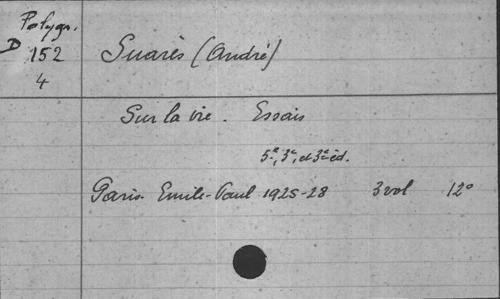 Polygr.
D 152
4
Suarès (André)
Sur la vie. Essais
5e, 3e, et 3e éd.
Paris. Emile-Paul 1925-28 3 vol 12°